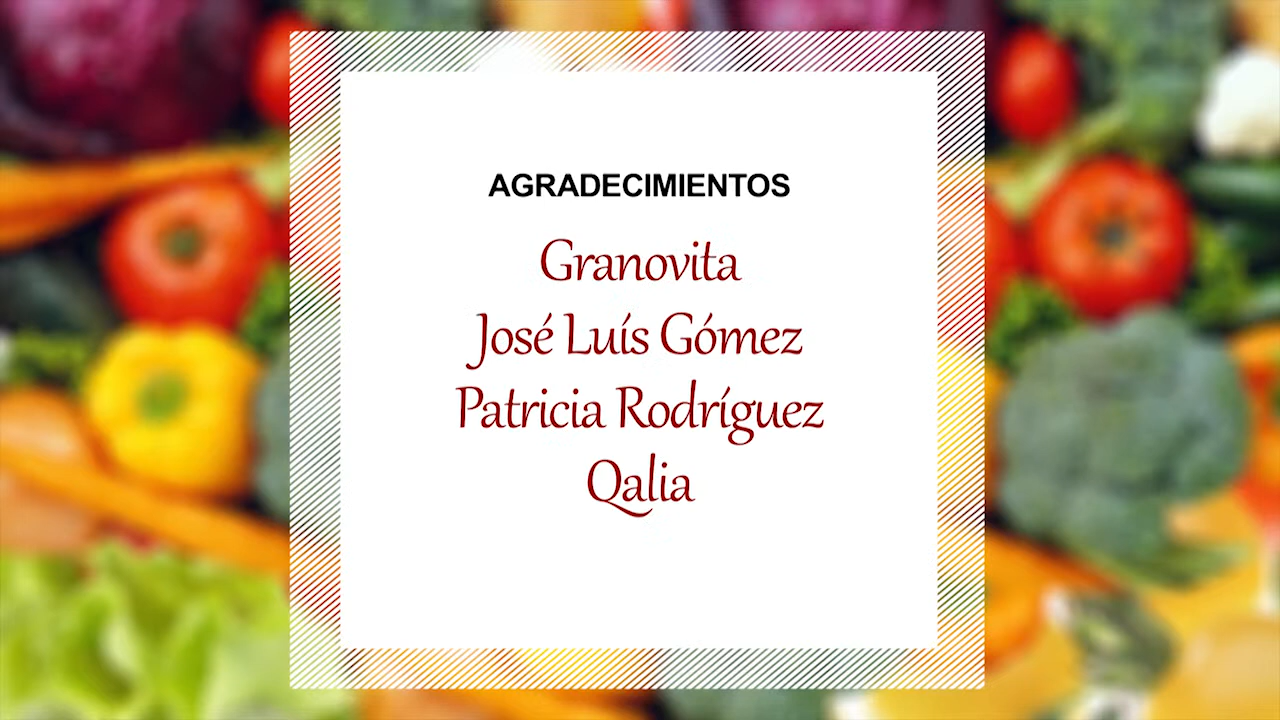 AGRADECIMIENTOS
Granovita
José Luís Gómez
Patricia Rodríguez
Qalia